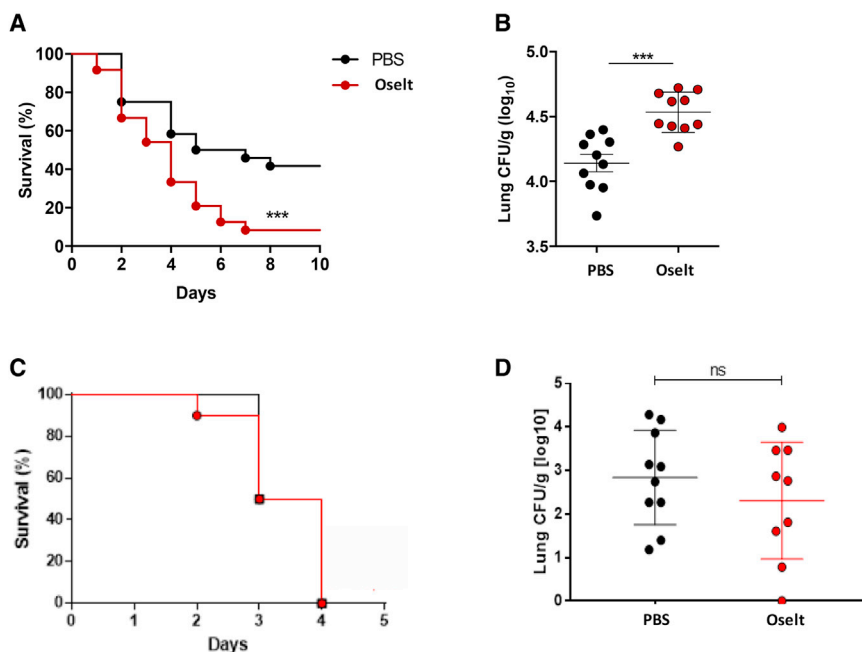 A
100
80
60
40
20
0
Survival (%)
0 2 4 6 8 10
Days
PBS
Oselt
***
B
5.0
4.5
4.0
3.5
Lung CFU/g (log10)
***
PBS Oselt
C
100
80
60
40
20
0
Survival (%)
0 1 2 3 4 5
Days
D
5
4
3
2
1
0
Lung CFU/g [log10]
ns
PBS Oselt